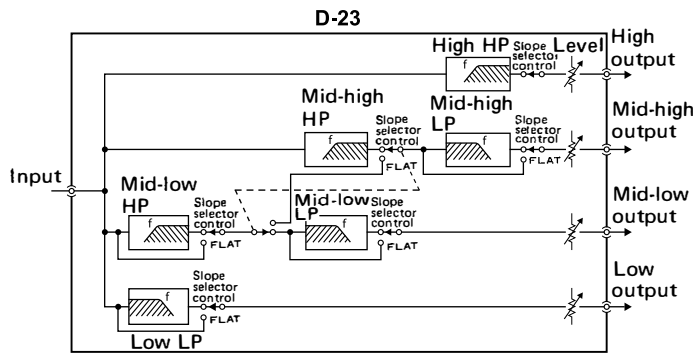 D-23
High HP
Slope
selector
control
Level
High
output
Mid-high
HP
Slope
selector
control
FLAT
Mid-high
LP
Slope
selector
control
FLAT
Mid-high
output
Input
Mid-low
HP
Slope
selector
control
FLAT
Mid-low
LP
Slope
selector
control
FLAT
Mid-low
output
Slope
selector
control
FLAT
Low LP
Low
output
f
f
f
f
f
f